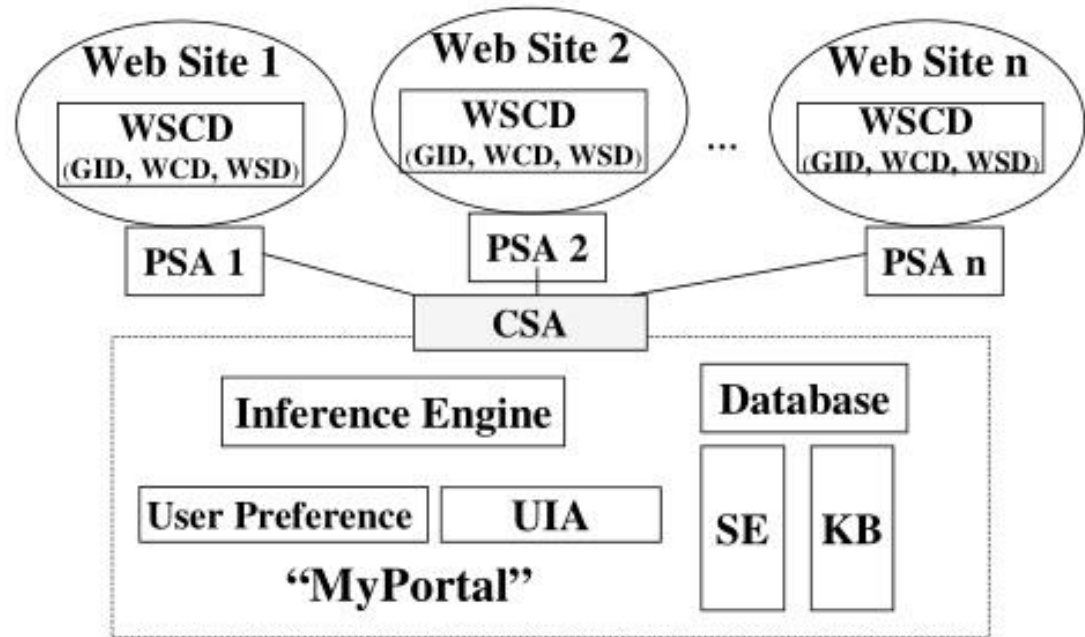 Web Site 1
WSCD
(GID, WCD, WSD)
PSA 1
Web Site 2
WSCD
(GID, WCD, WSD)
PSA 2
...
Web Site n
WSCD
(GID, WCD, WSD)
PSA n
CSA
Inference Engine
Database
User Preference
UIA
SE
KB
“MyPortal”